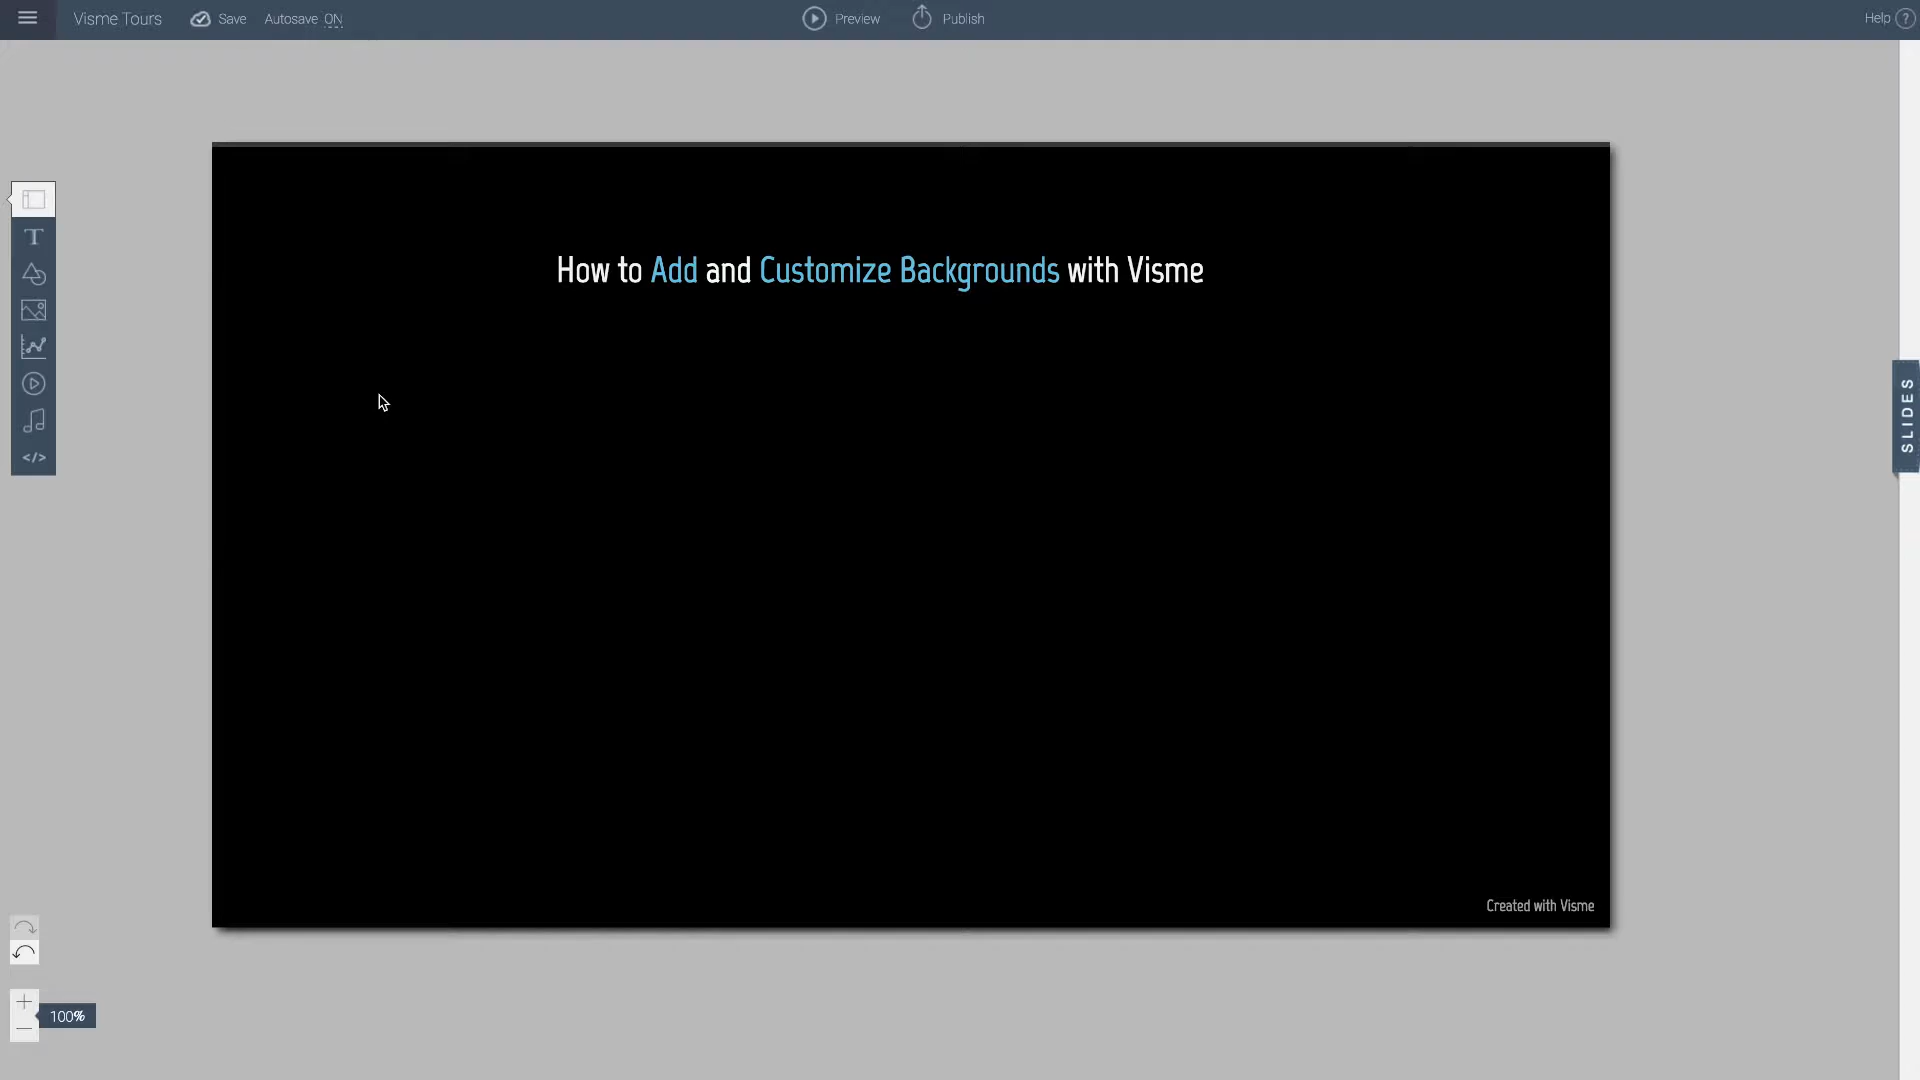 Visme Tours
Save
Autosave ON
Preview
Publish
Help ?
T
How to Add and Customize Backgrounds with Visme
</>
SLIDES
Created with Visme
100%